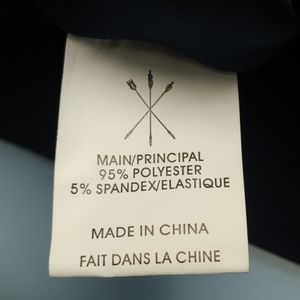 MAIN/PRINCIPAL
95% POLYESTER
5% SPANDEX/ELASTIQUE
MADE IN CHINA
FAIT DANS LA CHINE